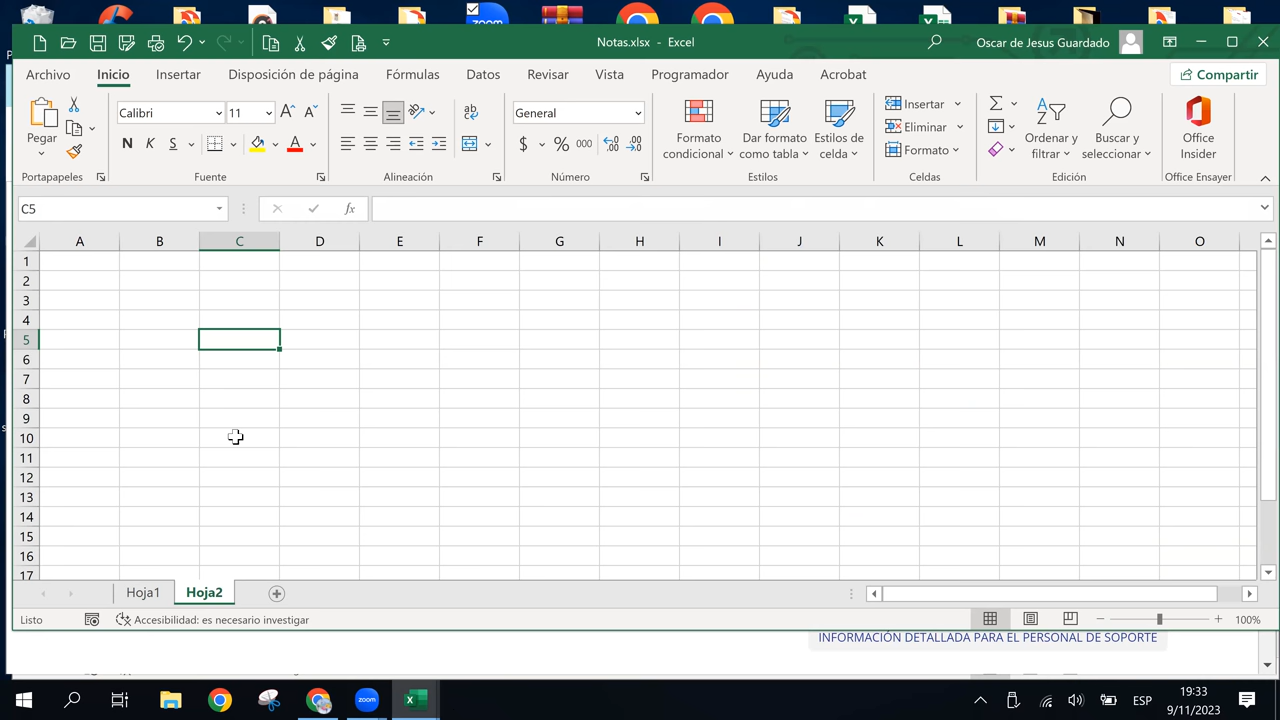 Notas.xlsx - Excel
Oscar de Jesus Guardado
Archivo Inicio Insertar Disposición de página Fórmulas Datos Revisar Vista Programador Ayuda Acrobat Compartir
Pegar
Calibri 11
N K S
A
ab
General
$ % 000
Formato condicional
Dar formato como tabla
Estilos de celda
Insertar
Eliminar
Formato
Ordenar y filtrar
Buscar y seleccionar
Office Insider
Portapapeles Fuente Alineación Número Estilos Celdas Edición Office Ensayer
C5 fx
A B C D E F G H I J K L M N O
1
2
3
4
5
6
7
8
9
10
11
12
13
14
15
16
17
Hoja1 Hoja2
Listo Accesibilidad: es necesario investigar 100%
INFORMACIÓN DETALLADA PARA EL PERSONAL DE SOPORTE
zoom
ESP
19:33
9/11/2023